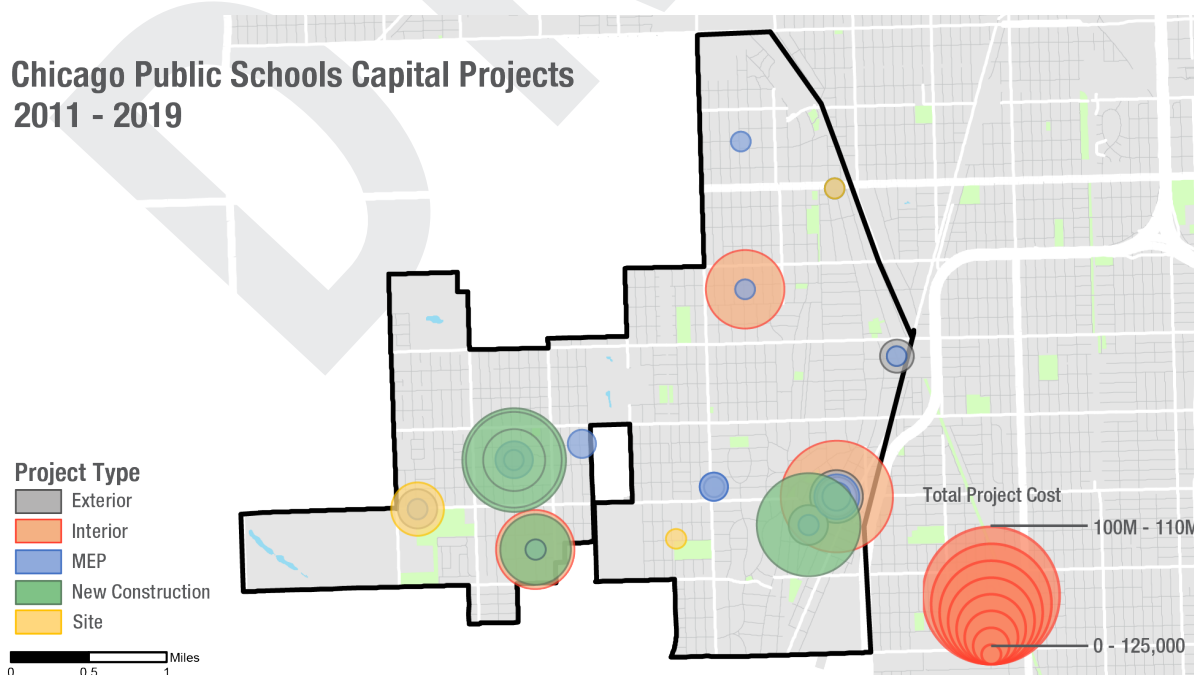 Chicago Public Schools Capital Projects
2011 - 2019
Project Type
Exterior
Interior
MEP
New Construction
Site
0 0.5 1 Miles
Total Project Cost
100M - 110M
0 - 125,000